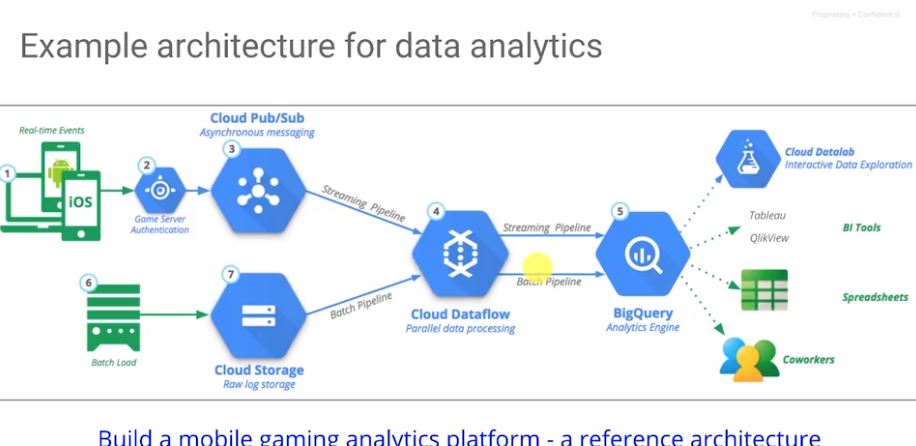 Proprietary + Confidential
Example architecture for data analytics
Real-time Events
1
iOS
2
Game Server
Authentication
Cloud Pub/Sub
Asynchronous messaging
3
Streaming Pipeline
6
Batch Load
7
Cloud Storage
Raw log storage
Batch Pipeline
4
Cloud Dataflow
Parallel data processing
Streaming Pipeline
Batch Pipeline
5
BigQuery
Analytics Engine
Cloud Datalab
Interactive Data Exploration
Tableau
QlikView
BI Tools
Spreadsheets
Coworkers
Build a mobile gaming analytics platform - a reference architecture